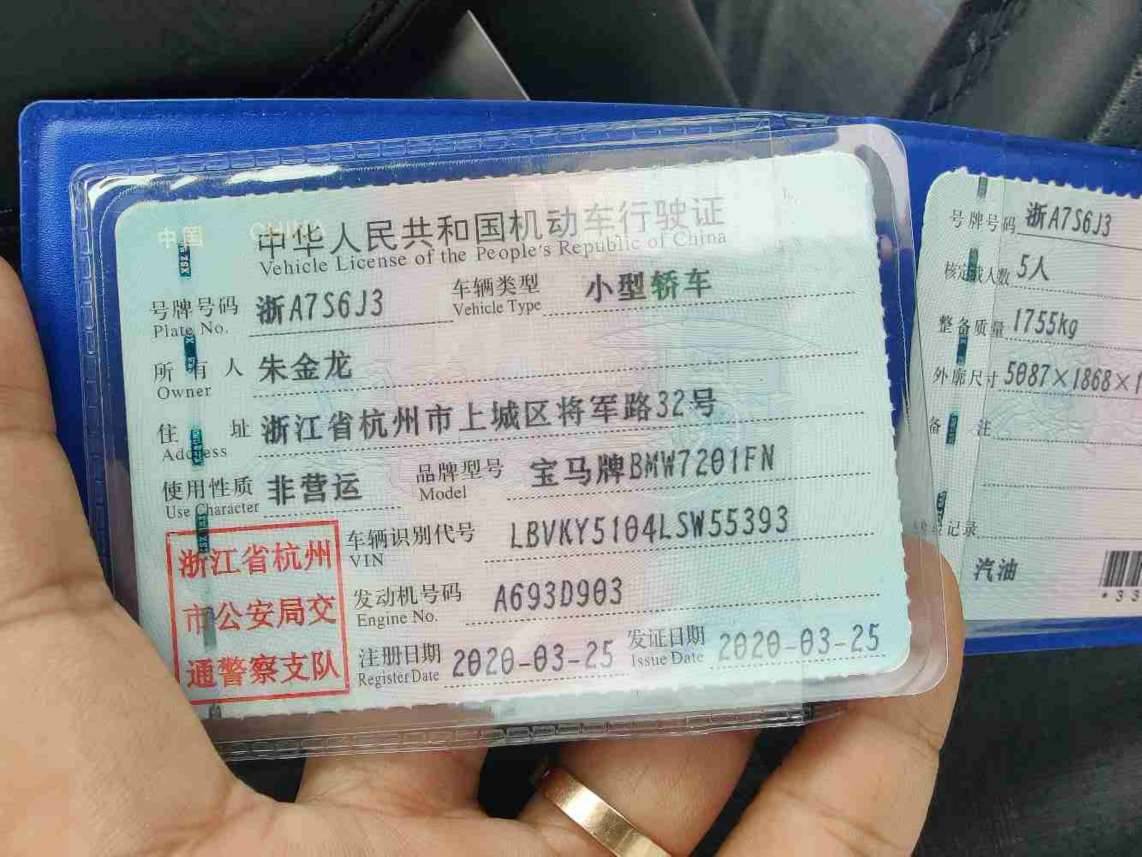 中国 CHINA
中华人民共和国机动车行驶证
Vehicle License of the People's Republic of China
号牌号码 浙A7S6J3 车辆类型 小型轿车
Plate No. Vehicle Type
所有人 朱金龙
Owner
住址 浙江省杭州市上城区将军路32号
Address
使用性质 非营运 品牌型号 宝马牌BMW7201FN
Use Character Model
浙江省杭州
市公安局交
通警察支队
车辆识别代号 LBVKY5104LSW55393
VIN
发动机号码 A693D903
Engine No.
注册日期 2020-03-25 发证日期 2020-03-25
Register Date Issue Date
号牌号码 浙A7S6J3
核定载人数 5人
整备质量 1755kg
外廓尺寸 5087×1868×1
备注
记录
汽油
*33